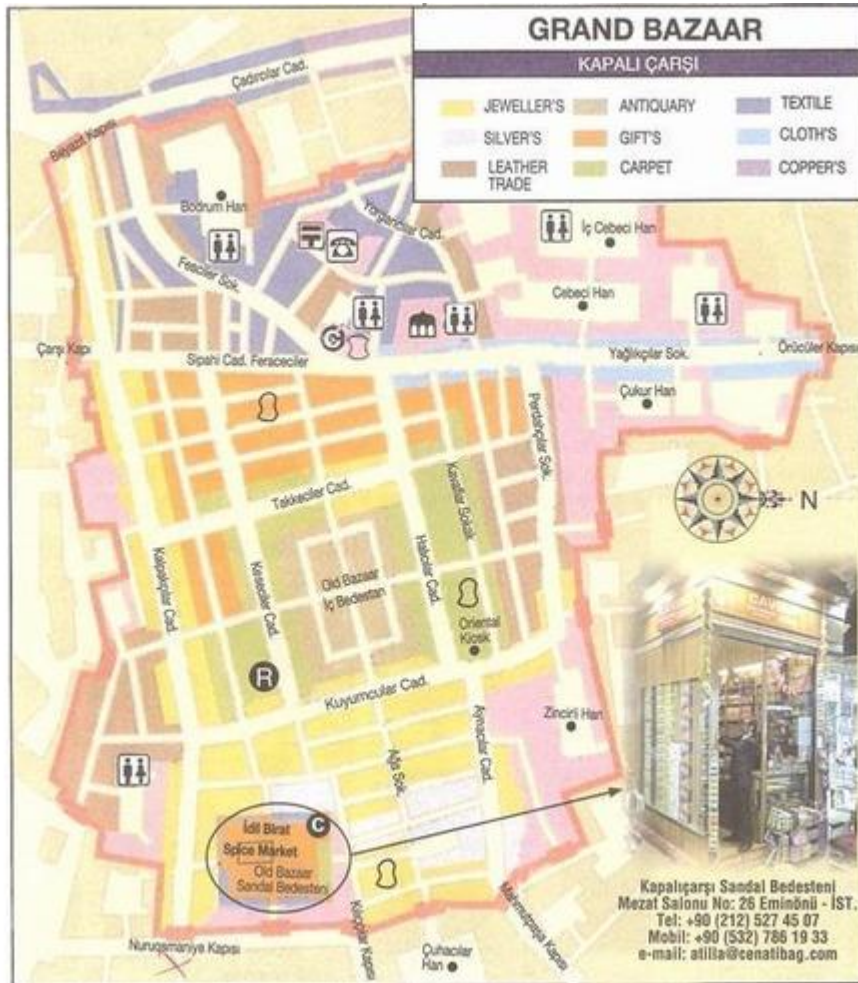 GRAND BAZAAR
KAPALI ÇARŞI
JEWELLER'S
ANTIQUARY
TEXTILE
SILVER'S
GIFT'S
CLOTH'S
LEATHER
TRADE
CARPET
COPPER'S
Çadırcılar Cad.
Beyazıt Kapısı
Bodrum Han
Yorgancılar Cad.
Fesciler Sok.
İç Cebeci Han
Cebeci Han
Çarşı Kapı
Sipahi Cad. Feraceciler
Yağlıkçılar Sok.
Örücüler Kapısı
Çukur Han
Perdahçılar Sok.
Takkeciler Cad.
Kavaflar Sokak
N
Kalpakçılar Cad.
Keseciler Cad.
Old Bazaar
İç Bedestan
Halıcılar Cad.
Oriental
Kiosk
R
Kuyumcular Cad.
Zincirli Han
Aynacılar Cad.
Ağa Sok.
C
İdil Birat
Spice Market
Old Bazaar
Sandal Bedesteni
Nuruosmaniye Kapısı
Kılıçcılar Kapısı
Çuhacılar
Han
Mahmutpaşa Kapısı
Kapalıçarşı Sandal Bedesteni
Mezat Salonu No: 26 Eminönü - İST.
Tel: +90 (212) 527 45 07
Mobil: +90 (532) 786 19 33
e-mail: atilla@cenatibag.com